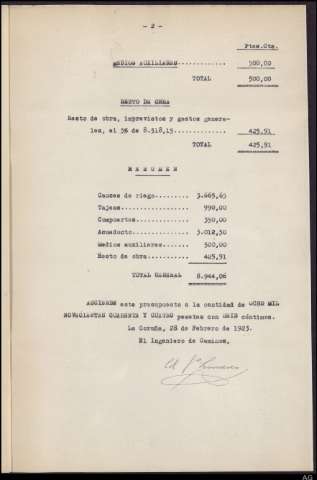 - 2 -
Ptas.Cts.
MEDIOS AUXILIARES............. 500,00
TOTAL 500,00
RESTO DE OBRA
Resto de obra, imprevistos y gastos genera-
les, el 5% de 8.518,15............ 425,91
TOTAL 425,91
R E S U M E N
Cauces de riego......... 3.665,65
Tajeas.................. 990,00
Compuertas.............. 350,00
Acueducto............... 3.012,50
Medios auxiliares....... 500,00
Resto de obra........... 425,91
TOTAL GENERAL 8.944,06
ASCIENDE este presupuesto a la cantidad de OCHO MIL
NOVECIENTAS CUARENTA Y CUATRO pesetas con SEIS céntimos.
La Coruña, 28 de Febrero de 1923.
El Ingeniero de Caminos,
AG